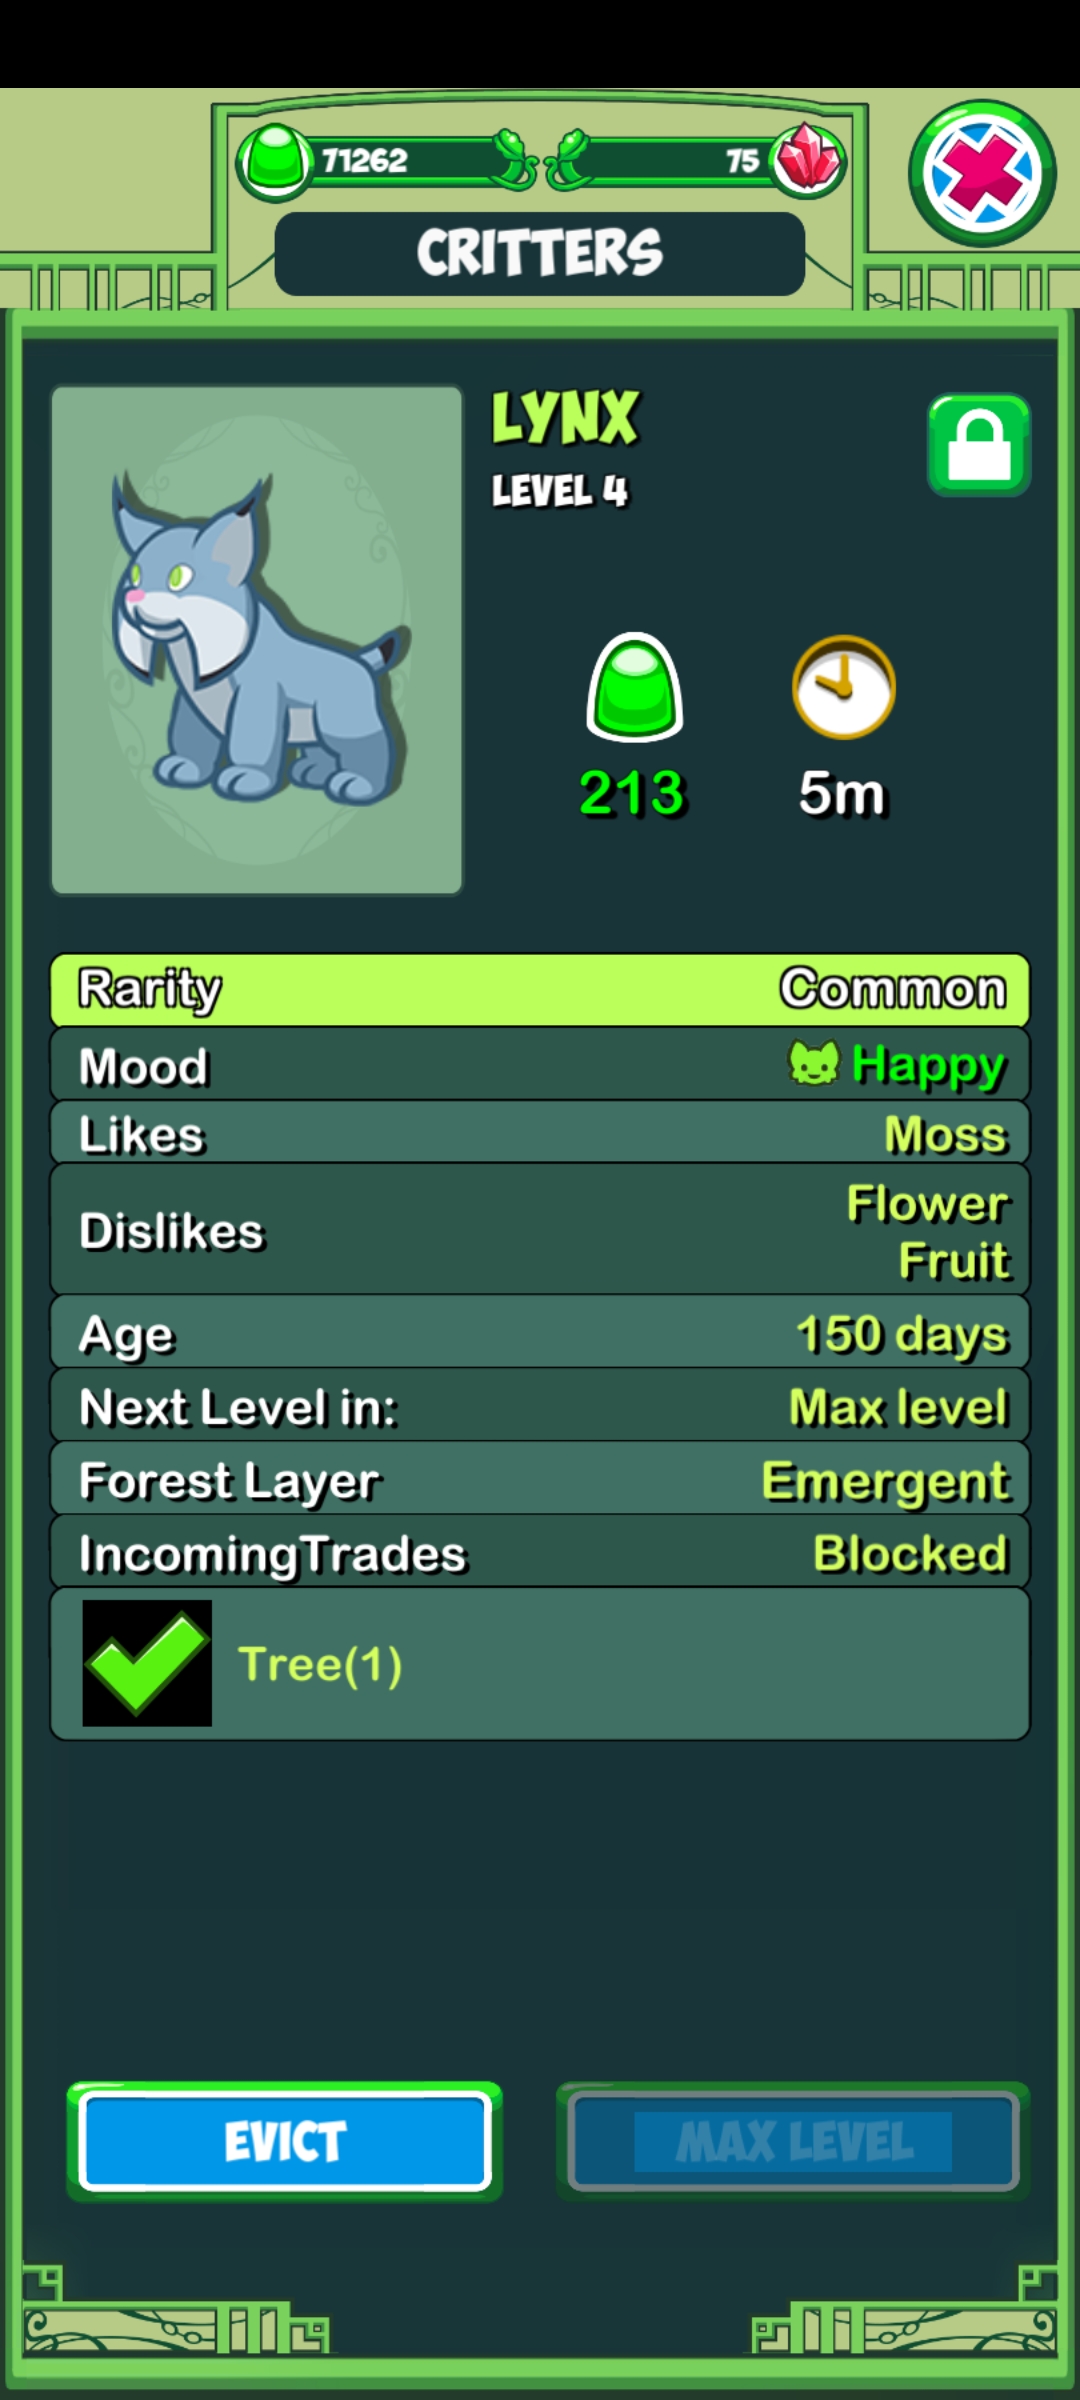 71262
75
CRITTERS
LYNX
LEVEL 4
213
5m
Rarity Common
Mood Happy
Likes Moss
Dislikes Flower
Fruit
Age 150 days
Next Level in: Max level
Forest Layer Emergent
IncomingTrades Blocked
Tree(1)
EVICT
MAX LEVEL